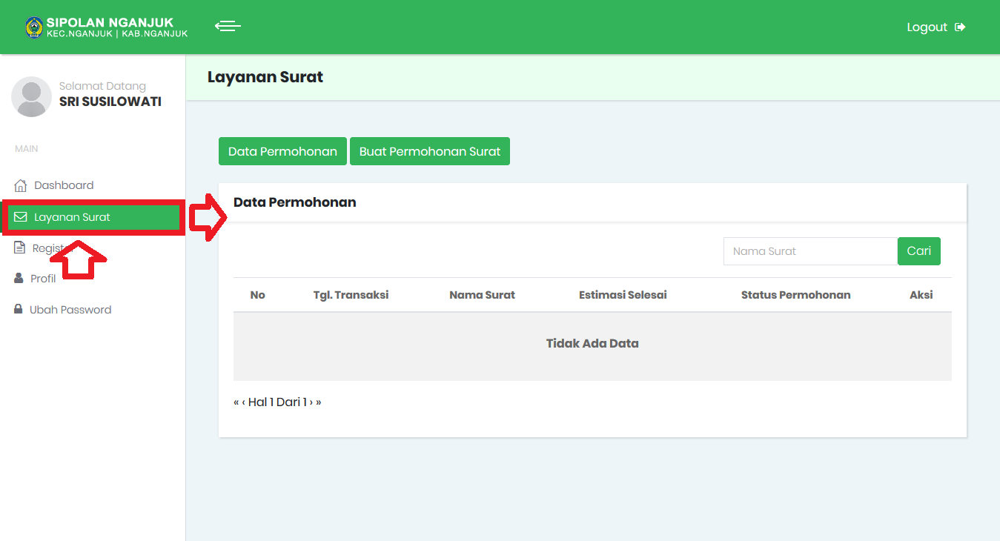 SIPOLAN NGANJUK
KEC.NGANJUK | KAB.NGANJUK
Logout
Selamat Datang
SRI SUSILOWATI
MAIN
Dashboard
Layanan Surat
Profil
Ubah Password
Layanan Surat
Data Permohonan
Buat Permohonan Surat
Data Permohonan
Nama Surat
Cari
No Tgl. Transaksi Nama Surat Estimasi Selesai Status Permohonan Aksi
Tidak Ada Data
« ‹ Hal 1 Dari 1 › »